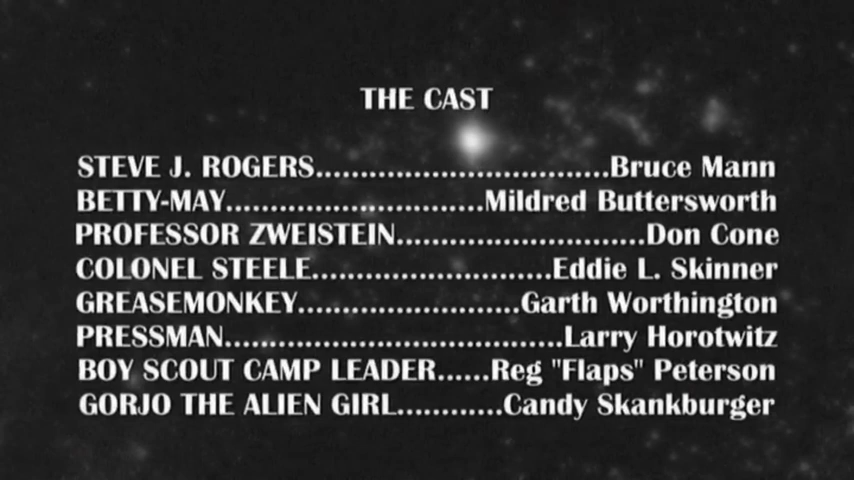 THE CAST
STEVE J. ROGERS.................................Bruce Mann
BETTY-MAY.............................Mildred Buttersworth
PROFESSOR ZWEISTEIN............................Don Cone
COLONEL STEELE...........................Eddie L. Skinner
GREASEMONKEY.........................Garth Worthington
PRESSMAN......................................Larry Horotwitz
BOY SCOUT CAMP LEADER......Reg "Flaps" Peterson
GORJO THE ALIEN GIRL............Candy Skankburger